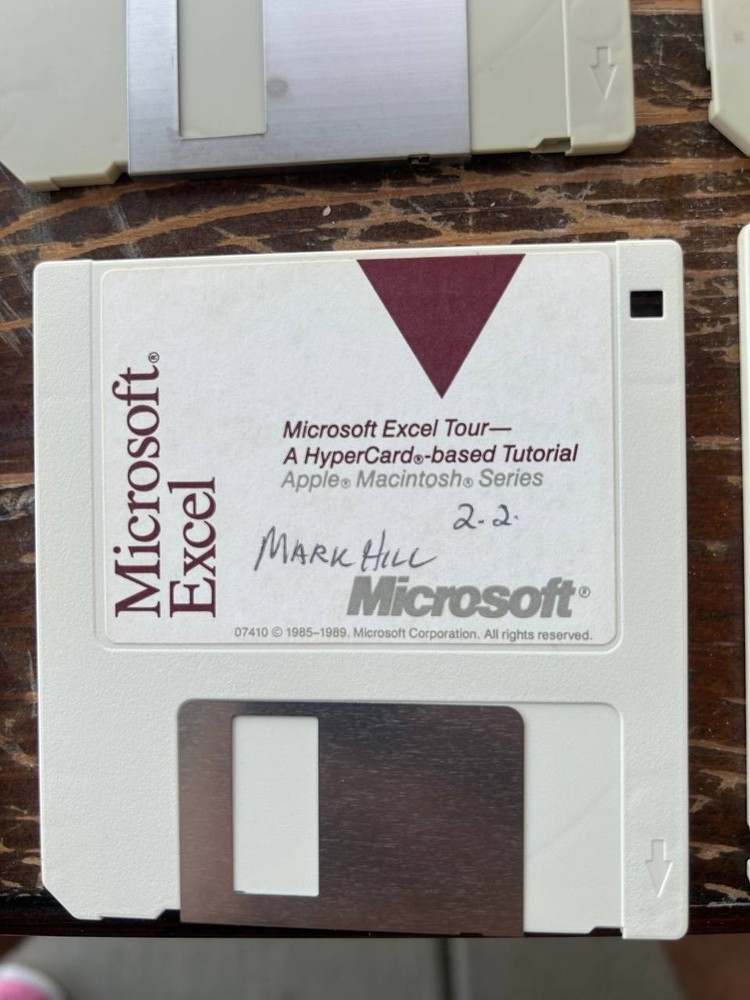 Microsoft®
Excel
Microsoft Excel Tour—
A HyperCard®-based Tutorial
Apple® Macintosh® Series
2.2.
MARK HILL
Microsoft®
07410 © 1985–1989. Microsoft Corporation. All rights reserved.